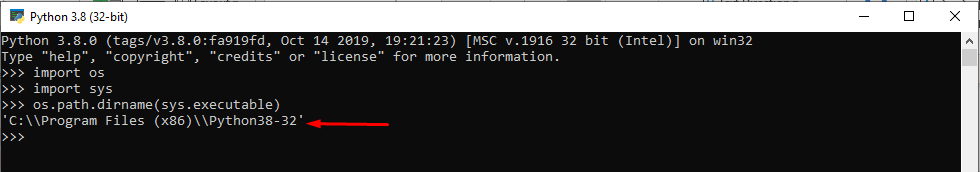 Python 3.8 (32-bit)
Python 3.8.0 (tags/v3.8.0:fa919fd, Oct 14 2019, 19:21:23) [MSC v.1916 32 bit (Intel)] on win32
Type "help", "copyright", "credits" or "license" for more information.
>>> import os
>>> import sys
>>> os.path.dirname(sys.executable)
'C:\\Program Files (x86)\\Python38-32'
>>>